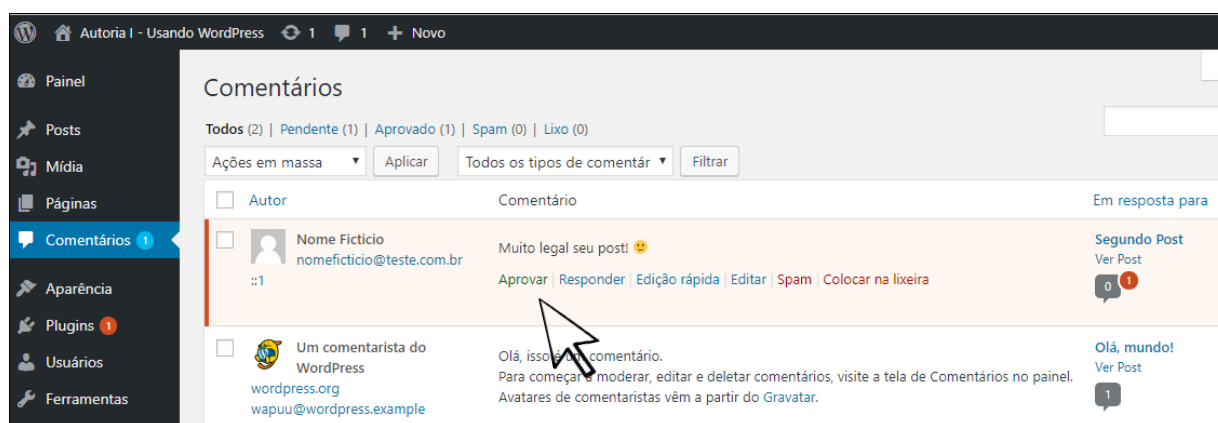 Autoria I - Usando WordPress 1 1 + Novo
Painel
Posts
Mídia
Páginas
Comentários 1
Aparência
Plugins 1
Usuários
Ferramentas
Comentários
Todos (2) | Pendente (1) | Aprovado (1) | Spam (0) | Lixo (0)
Ações em massa Aplicar Todos os tipos de comentár Filtrar
Autor Comentário Em resposta para
Nome Ficticio
nomeficticio@teste.com.br
::1
Muito legal seu post! 🙂
Aprovar | Responder | Edição rápida | Editar | Spam | Colocar na lixeira
Segundo Post
Ver Post
0 1
Um comentarista do
WordPress
wordpress.org
wapuu@wordpress.example
Olá, isso é um comentário.
Para começar a moderar, editar e deletar comentários, visite a tela de Comentários no painel.
Avatares de comentaristas vêm a partir do Gravatar.
Olá, mundo!
Ver Post
1